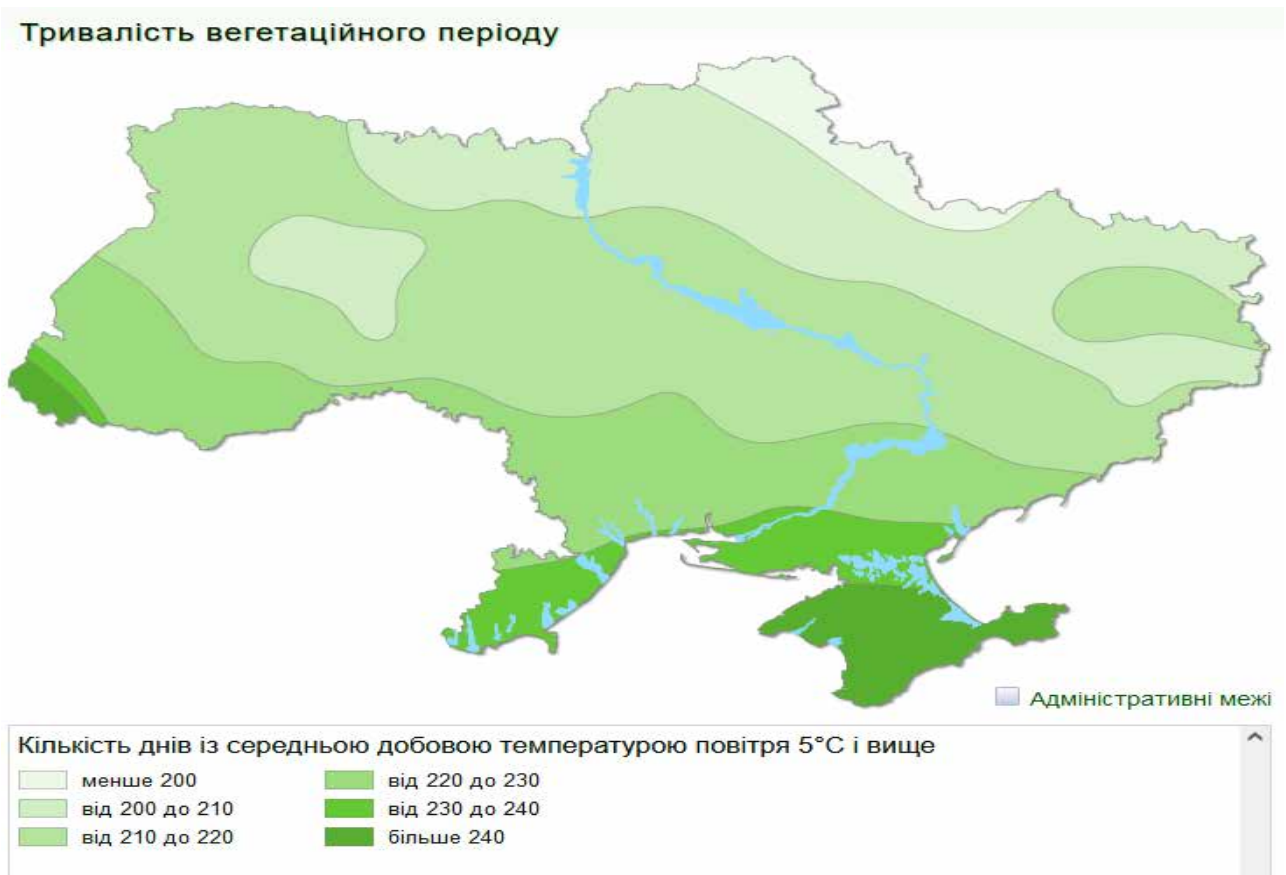 Тривалість вегетаційного періоду
Адміністративні межі
Кількість днів із середньою добовою температурою повітря 5°C і вище
менше 200
від 200 до 210
від 210 до 220
від 220 до 230
від 230 до 240
більше 240